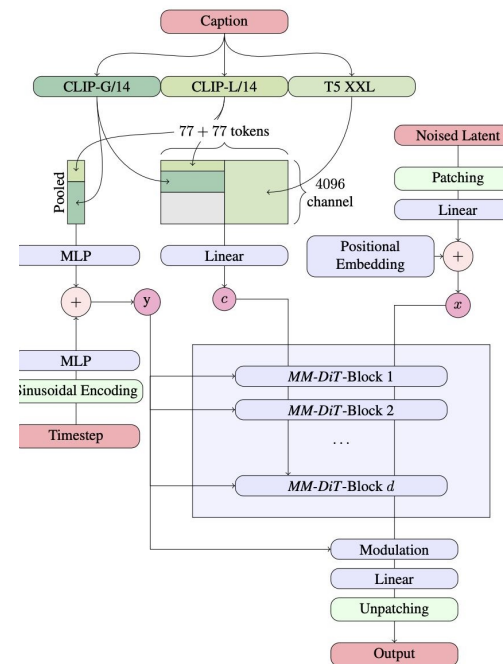 Caption
CLIP-G/14
CLIP-L/14
T5 XXL
77 + 77 tokens
Pooled
4096
channel
Noised Latent
Patching
Linear
Positional
Embedding
+
x
MLP
Linear
+
y
c
MLP
Sinusoidal Encoding
Timestep
MM-DiT-Block 1
MM-DiT-Block 2
. . .
MM-DiT-Block d
Modulation
Linear
Unpatching
Output